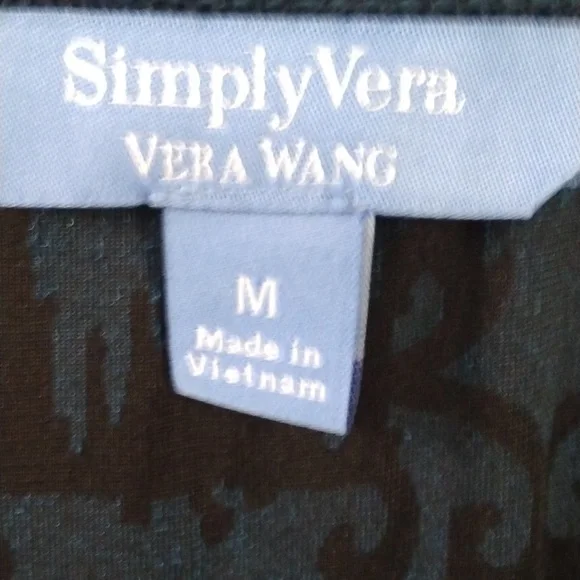 SimplyVera
VERA WANG
M
Made in
Vietnam